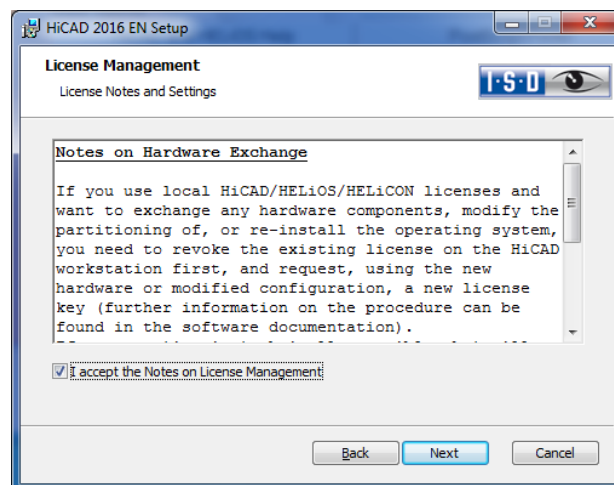 HiCAD 2016 EN Setup
License Management
License Notes and Settings
I·S·D
Notes on Hardware Exchange
If you use local HiCAD/HELiOS/HELiCON licenses and
want to exchange any hardware components, modify the
partitioning of, or re-install the operating system,
you need to revoke the existing license on the HiCAD
workstation first, and request, using the new
hardware or modified configuration, a new license
key (further information on the procedure can be
found in the software documentation).
I accept the Notes on License Management
Back
Next
Cancel